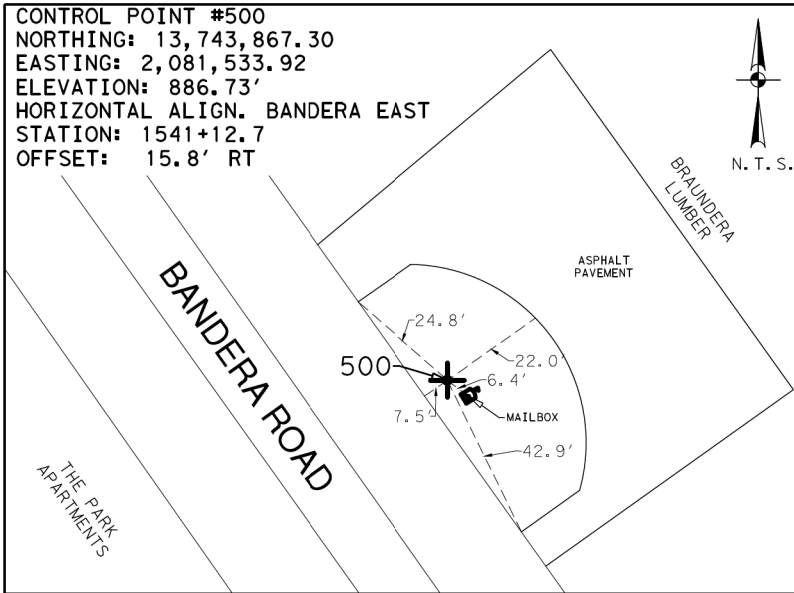 CONTROL POINT #500
NORTHING: 13,743,867.30
EASTING: 2,081,533.92
ELEVATION: 886.73'
HORIZONTAL ALIGN. BANDERA EAST
STATION: 1541+12.7
OFFSET: 15.8' RT
N.T.S.
BRAUNDERA
LUMBER
ASPHALT
PAVEMENT
BANDERA ROAD
24.8'
500
22.0'
6.4'
7.5'
MAILBOX
42.9'
THE PARK
APARTMENTS